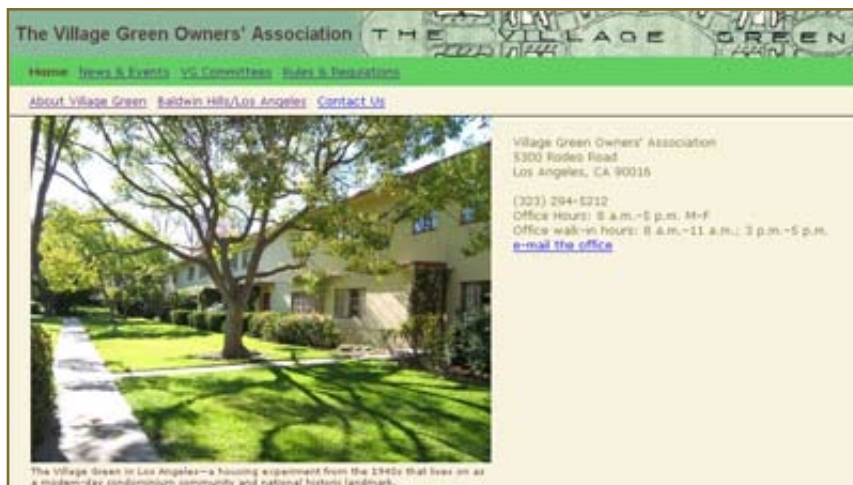 The Village Green Owners' Association THE VILLAGE GREEN
Home News & Events VG Committees Rules & Regulations
About Village Green Baldwin Hills/Los Angeles Contact Us
Village Green Owners' Association
5300 Rodeo Road
Los Angeles, CA 90016
(323) 294-5212
Office Hours: 8 a.m.-5 p.m. M-F
Office walk-in hours: 8 a.m.-11 a.m.; 3 p.m.-5 p.m.
e-mail the office
The Village Green in Los Angeles—a housing experiment from the 1940s that lives on as
a modern-day condominium community and national historic landmark.